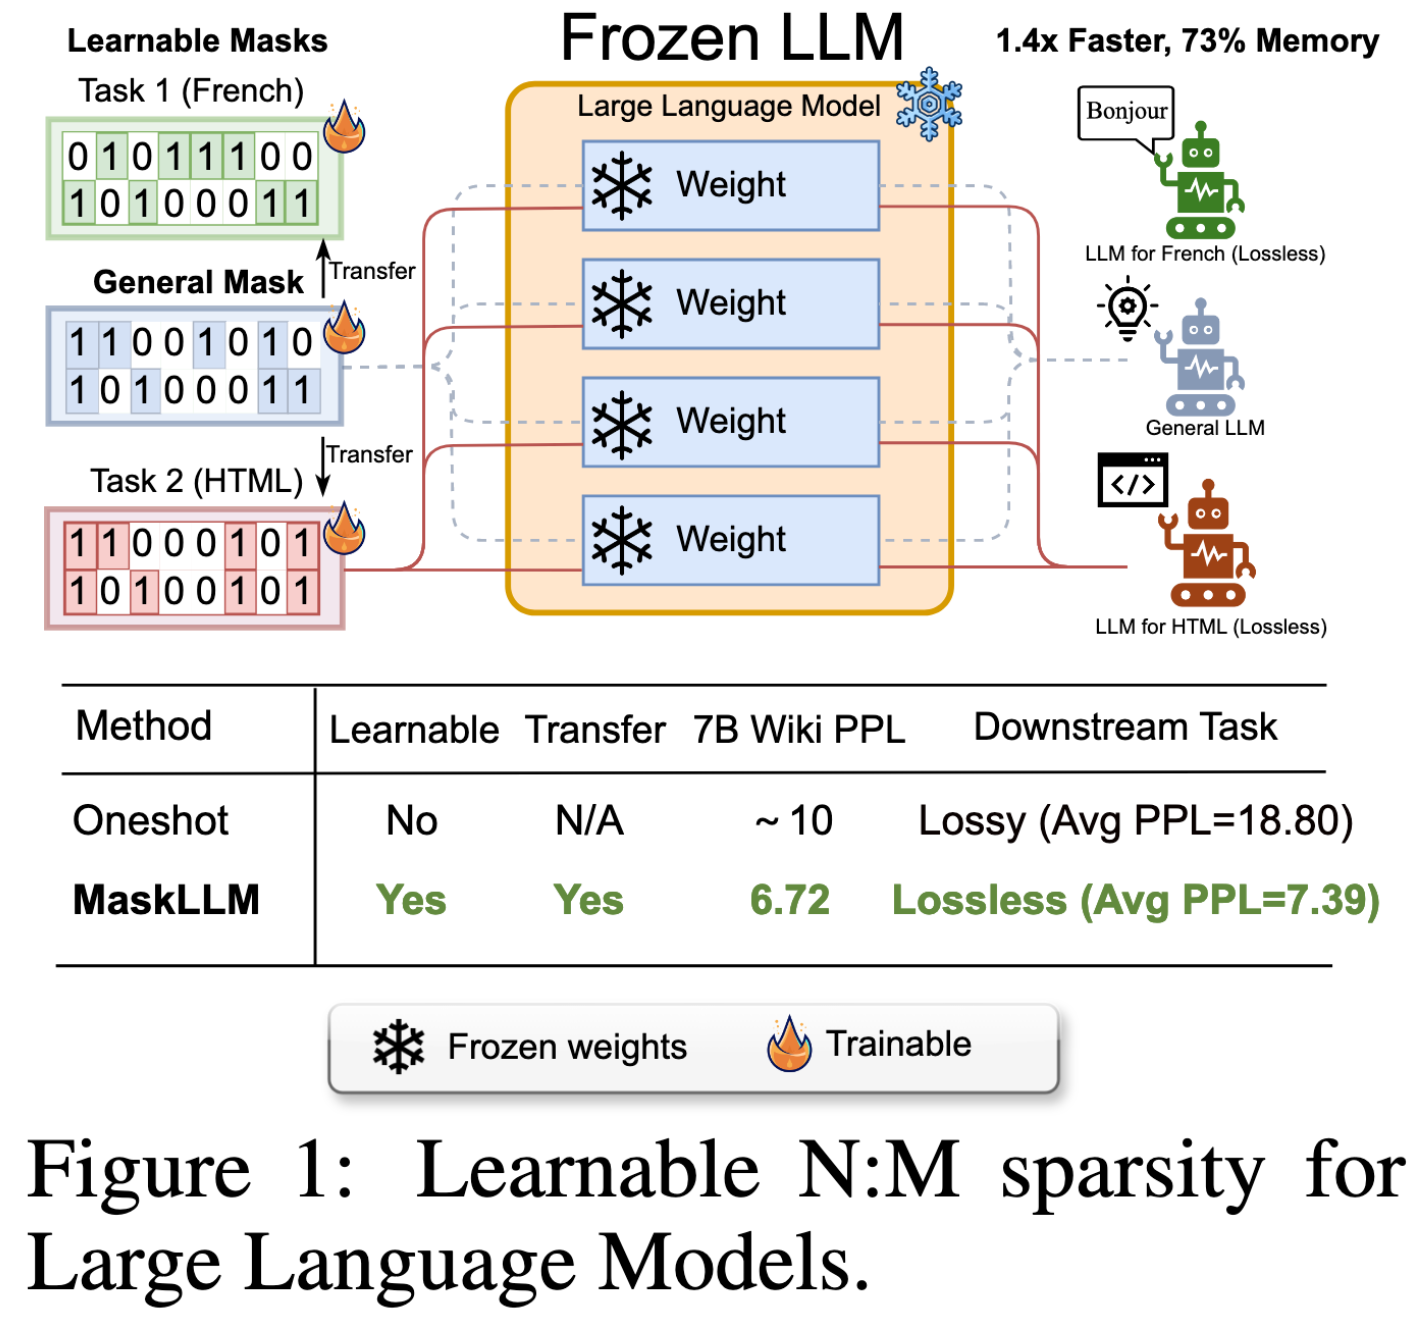 Learnable Masks
Frozen LLM
1.4x Faster, 73% Memory
Task 1 (French)
0 1 0 1 1 1 0 0
1 0 1 0 0 0 1 1
Transfer
General Mask
1 1 0 0 1 0 1 0
1 0 1 0 0 0 1 1
Transfer
Task 2 (HTML)
1 1 0 0 0 1 0 1
1 0 1 0 0 1 0 1
Large Language Model
Weight
Weight
Weight
Weight
Bonjour
LLM for French (Lossless)
General LLM
</>
LLM for HTML (Lossless)
Method Learnable Transfer 7B Wiki PPL Downstream Task
Oneshot No N/A ~ 10 Lossy (Avg PPL=18.80)
MaskLLM Yes Yes 6.72 Lossless (Avg PPL=7.39)
Frozen weights Trainable
Figure 1: Learnable N:M sparsity for
Large Language Models.